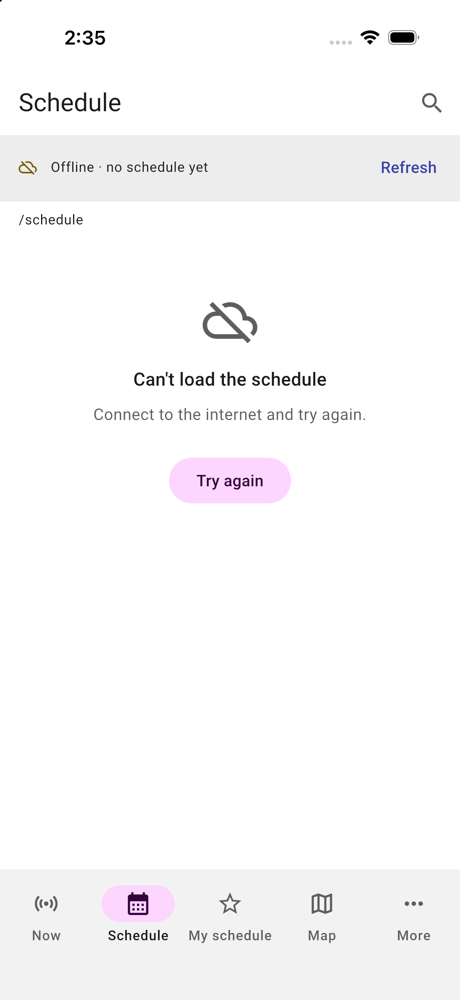 2:35
Schedule
Offline · no schedule yet
Refresh
/schedule
Can't load the schedule
Connect to the internet and try again.
Try again
Now
Schedule
My schedule
Map
More